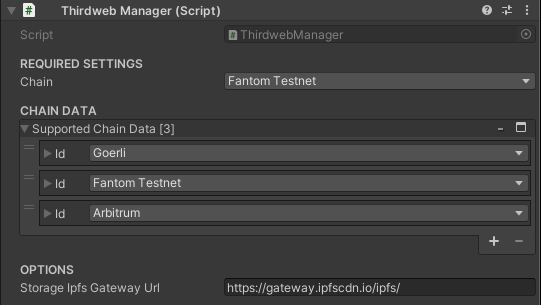 Thirdweb Manager (Script)
Script ThirdwebManager
REQUIRED SETTINGS
Chain Fantom Testnet
CHAIN DATA
Supported Chain Data [3]
Id Goerli
Id Fantom Testnet
Id Arbitrum
OPTIONS
Storage Ipfs Gateway Url https://gateway.ipfscdn.io/ipfs/